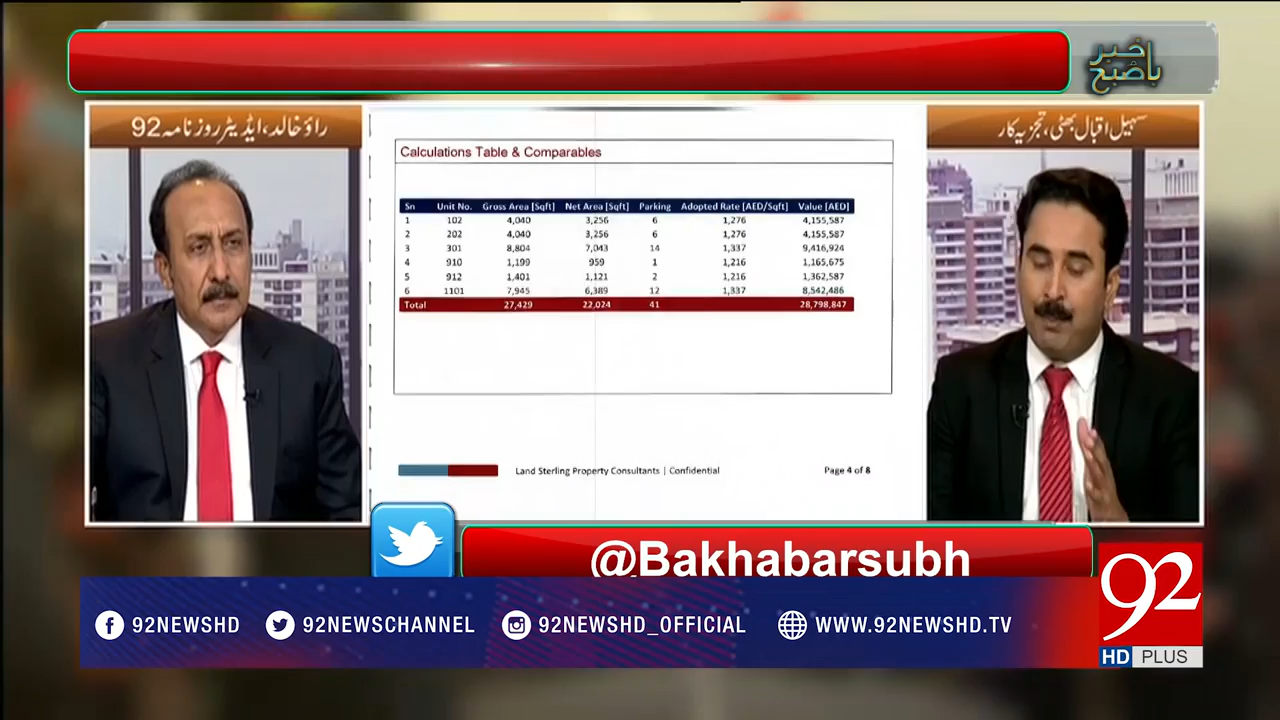 باخبر صبح
راؤ خالد، ایڈیٹر روزنامہ 92
سہیل اقبال بھٹی، تجزیہ کار
Calculations Table & Comparables
Sn Unit No. Gross Area [Sqft] Net Area [Sqft] Parking Adopted Rate [AED/Sqft] Value [AED]
1 102 4,040 3,256 6 1,276 4,155,587
2 202 4,040 3,256 6 1,276 4,155,587
3 301 8,804 7,043 14 1,337 9,416,924
4 910 1,199 959 1 1,216 1,165,675
5 912 1,401 1,121 2 1,216 1,362,587
6 1101 7,945 6,389 12 1,337 8,542,486
Total 27,429 22,024 41 28,798,847
Land Sterling Property Consultants | Confidential Page 4 of 8
@Bakhabarsubh
92NEWSHD 92NEWSCHANNEL 92NEWSHD_OFFICIAL WWW.92NEWSHD.TV
92
HD PLUS